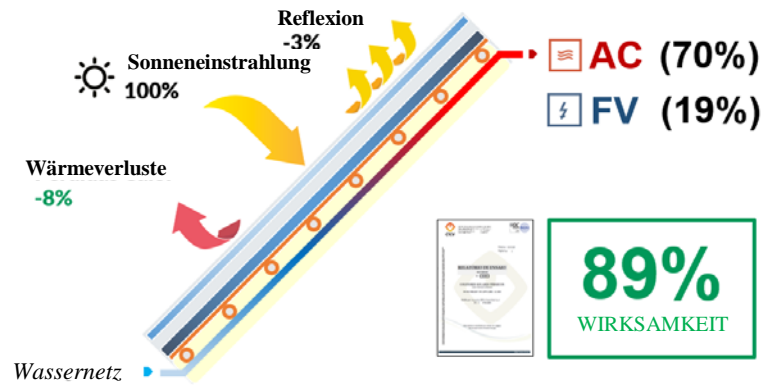 Reflexion
-3%
Sonneneinstrahlung
100%
AC (70%)
FV (19%)
Wärmeverluste
-8%
89%
WIRKSAMKEIT
Wassernetz